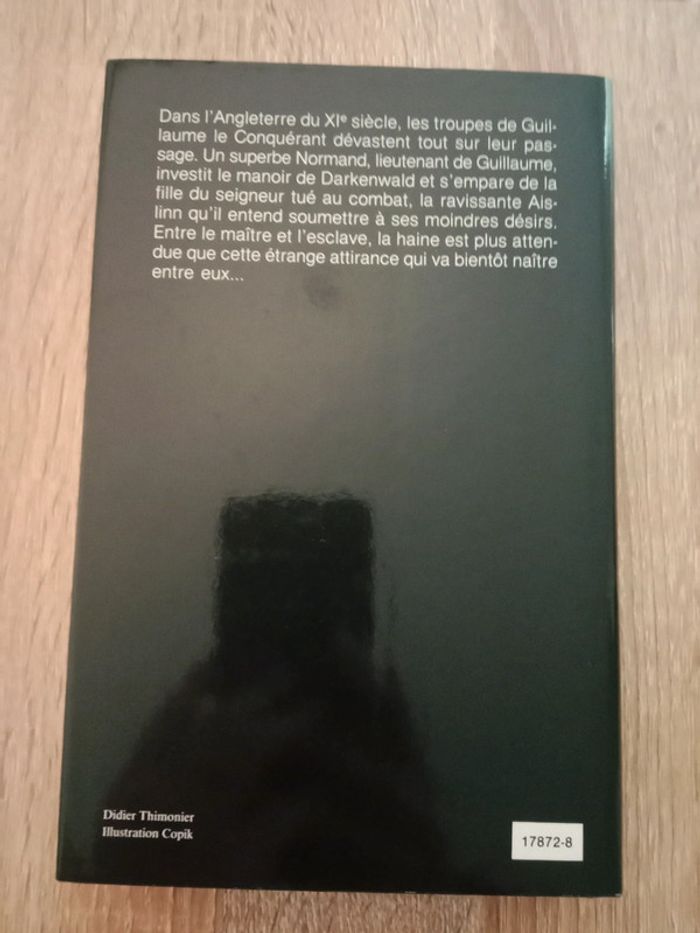 Dans l'Angleterre du XIe siècle, les troupes de Guil-
laume le Conquérant dévastent tout sur leur pas-
sage. Un superbe Normand, lieutenant de Guillaume,
investit le manoir de Darkenwald et s'empare de la
fille du seigneur tué au combat, la ravissante Ais-
linn qu'il entend soumettre à ses moindres désirs.
Entre le maître et l'esclave, la haine est plus atten-
due que cette étrange attirance qui va bientôt naître
entre eux...
Didier Thimonier
Illustration Copik
17872-8